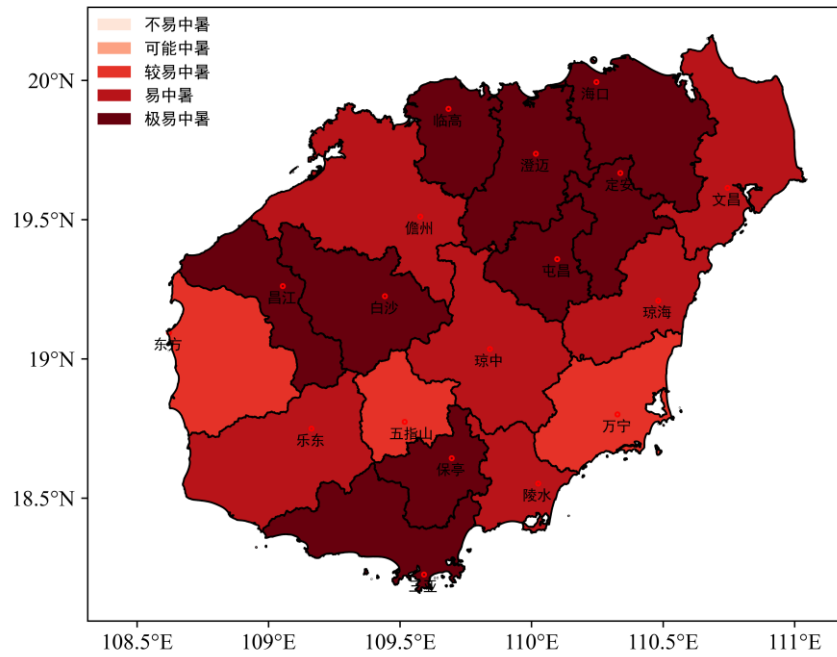 不易中暑
可能中暑
较易中暑
易中暑
极易中暑
20°N
19.5°N
19°N
18.5°N
海口
临高
澄迈
定安
文昌
儋州
屯昌
昌江
白沙
琼海
东方
琼中
万宁
五指山
乐东
保亭
陵水
三亚
108.5°E
109°E
109.5°E
110°E
110.5°E
111°E